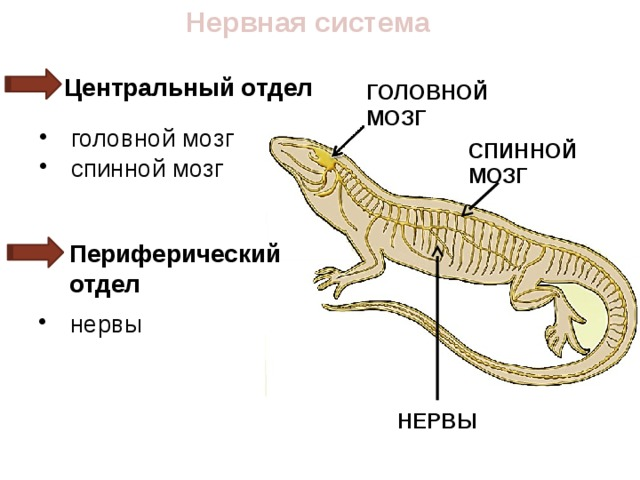 Нервная система
Центральный отдел
• головной мозг
• спинной мозг
Периферический
отдел
• нервы
ГОЛОВНОЙ
МОЗГ
СПИННОЙ
МОЗГ
НЕРВЫ